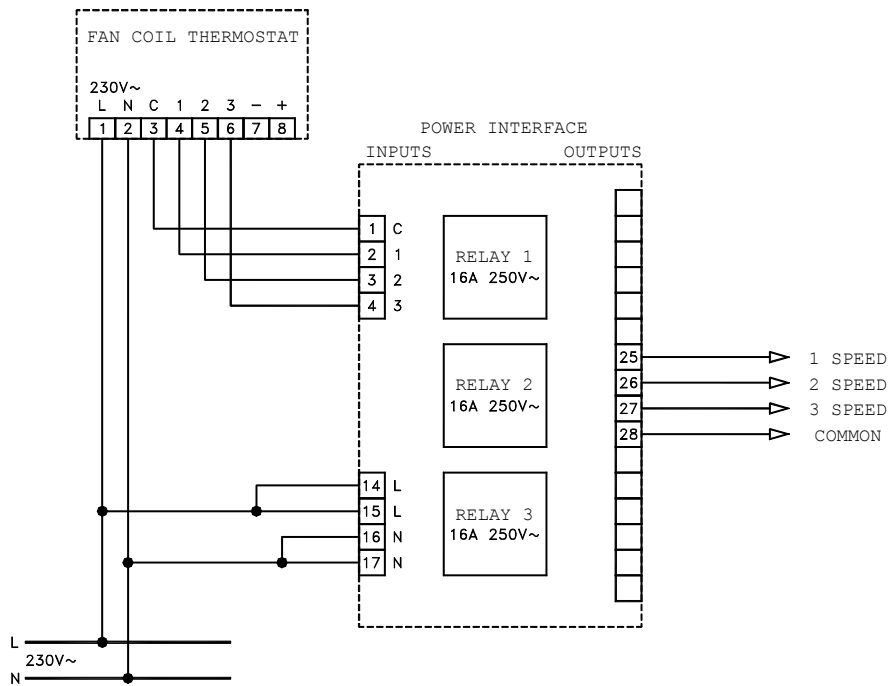 FAN COIL THERMOSTAT
230V~
L N C 1 2 3 – +
1 2 3 4 5 6 7 8
POWER INTERFACE
INPUTS OUTPUTS
1 C
2 1
3 2
4 3
RELAY 1
16A 250V~
25 1 SPEED
26 2 SPEED
27 3 SPEED
28 COMMON
RELAY 2
16A 250V~
14 L
15 L
16 N
17 N
RELAY 3
16A 250V~
L
230V~
N